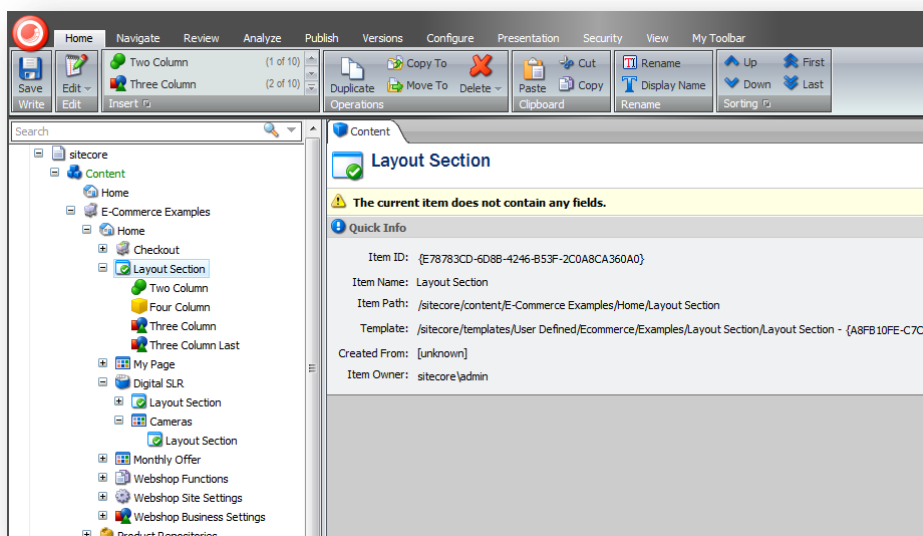 Home Navigate Review Analyze Publish Versions Configure Presentation Security View My Toolbar
Two Column (1 of 10) Copy To Cut Rename Up First
Save Edit Three Column (2 of 10) Duplicate Move To Delete Paste Copy Display Name Down Last
Write Edit Insert Operations Clipboard Rename Sorting
Search
sitecore
Content
Home
E-Commerce Examples
Home
Checkout
Layout Section
Two Column
Four Column
Three Column
Three Column Last
My Page
Digital SLR
Layout Section
Cameras
Layout Section
Monthly Offer
Webshop Functions
Webshop Site Settings
Webshop Business Settings
Product Repositories
Content
Layout Section
The current item does not contain any fields.
Quick Info
Item ID: {E78783CD-6D8B-4246-B53F-2C0A8CA360A0}
Item Name: Layout Section
Item Path: /sitecore/content/E-Commerce Examples/Home/Layout Section
Template: /sitecore/templates/User Defined/Ecommerce/Examples/Layout Section/Layout Section - {A8FB10FE-C7C
Created From: [unknown]
Item Owner: sitecore\admin